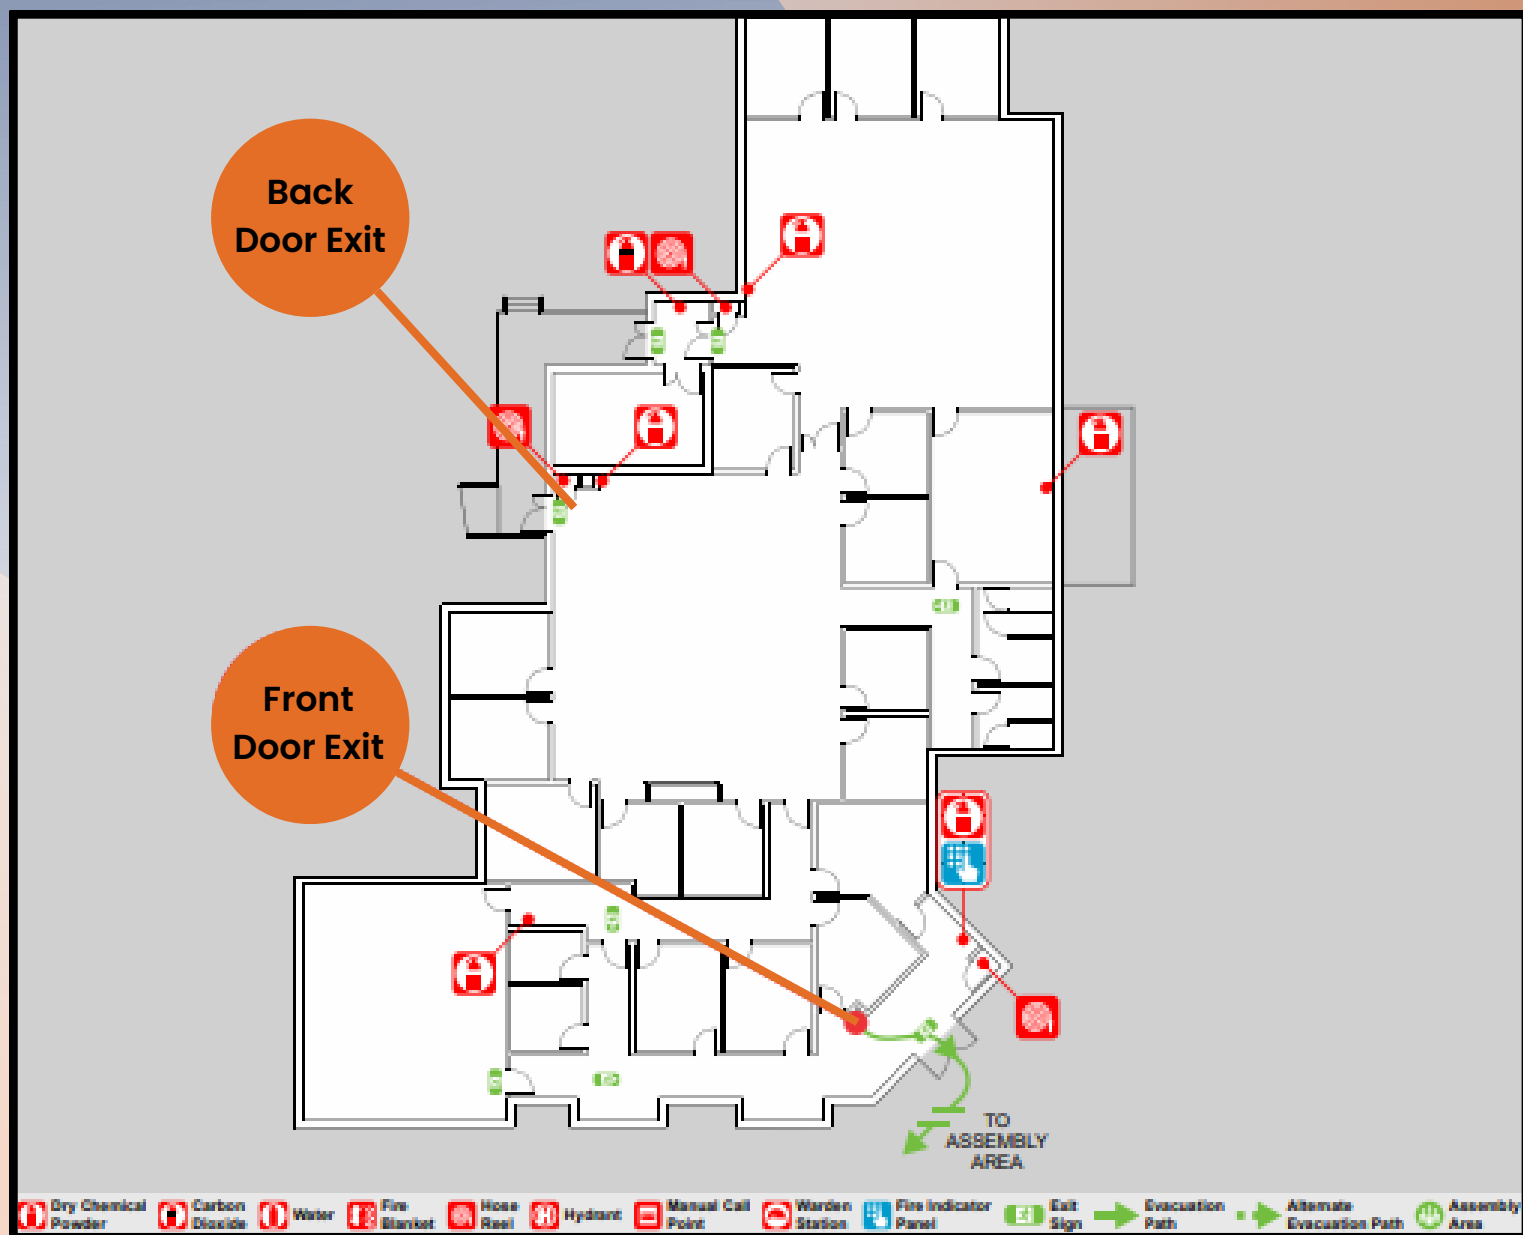 Back
Door Exit
Front
Door Exit
TO
ASSEMBLY
AREA
Dry Chemical
Powder
Carbon
Dioxide
Water
Fire
Blanket
Hose
Reel
Hydrant
Manual Call
Point
Warden
Station
Fire Indicator
Panel
Exit
Sign
Evacuation
Path
Alternate
Evacuation Path
Assembly
Area